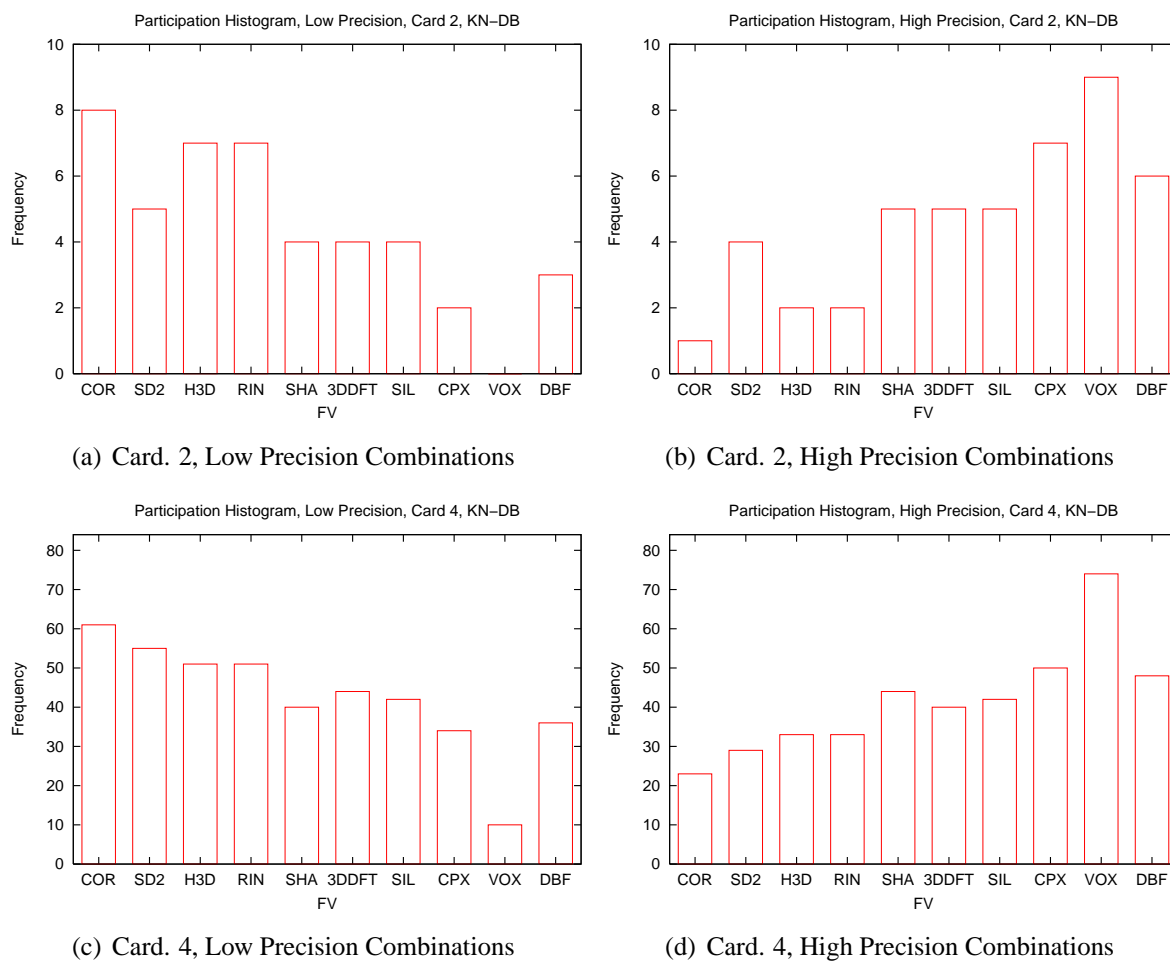 Participation Histogram, Low Precision, Card 2, KN−DB
10
8
6
4
2
0
Frequency
COR SD2 H3D RIN SHA 3DDFT SIL CPX VOX DBF
FV
(a) Card. 2, Low Precision Combinations
Participation Histogram, High Precision, Card 2, KN−DB
10
8
6
4
2
0
Frequency
COR SD2 H3D RIN SHA 3DDFT SIL CPX VOX DBF
FV
(b) Card. 2, High Precision Combinations
Participation Histogram, Low Precision, Card 4, KN−DB
80
70
60
50
40
30
20
10
0
Frequency
COR SD2 H3D RIN SHA 3DDFT SIL CPX VOX DBF
FV
(c) Card. 4, Low Precision Combinations
Participation Histogram, High Precision, Card 4, KN−DB
80
70
60
50
40
30
20
10
0
Frequency
COR SD2 H3D RIN SHA 3DDFT SIL CPX VOX DBF
FV
(d) Card. 4, High Precision Combinations